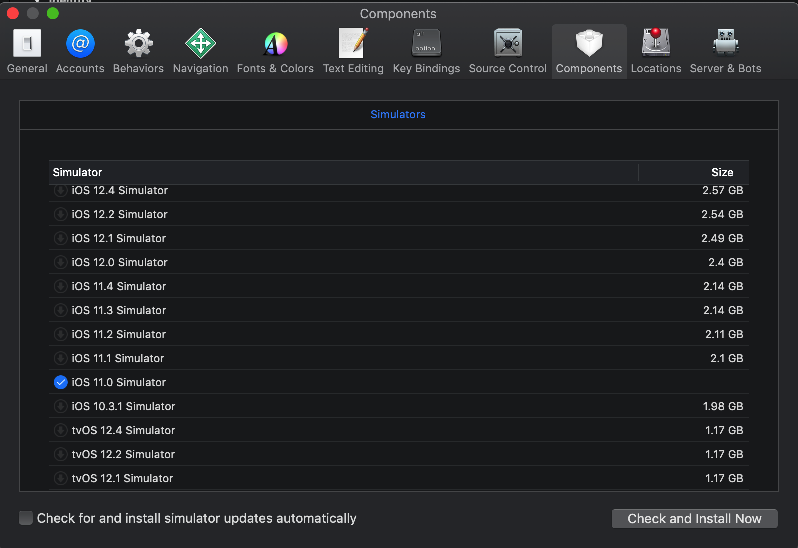 Components
General Accounts Behaviors Navigation Fonts & Colors Text Editing Key Bindings Source Control Components Locations Server & Bots
Simulators
Simulator Size
iOS 12.4 Simulator 2.57 GB
iOS 12.2 Simulator 2.54 GB
iOS 12.1 Simulator 2.49 GB
iOS 12.0 Simulator 2.4 GB
iOS 11.4 Simulator 2.14 GB
iOS 11.3 Simulator 2.14 GB
iOS 11.2 Simulator 2.11 GB
iOS 11.1 Simulator 2.1 GB
iOS 11.0 Simulator
iOS 10.3.1 Simulator 1.98 GB
tvOS 12.4 Simulator 1.17 GB
tvOS 12.2 Simulator 1.17 GB
tvOS 12.1 Simulator 1.17 GB
Check for and install simulator updates automatically Check and Install Now